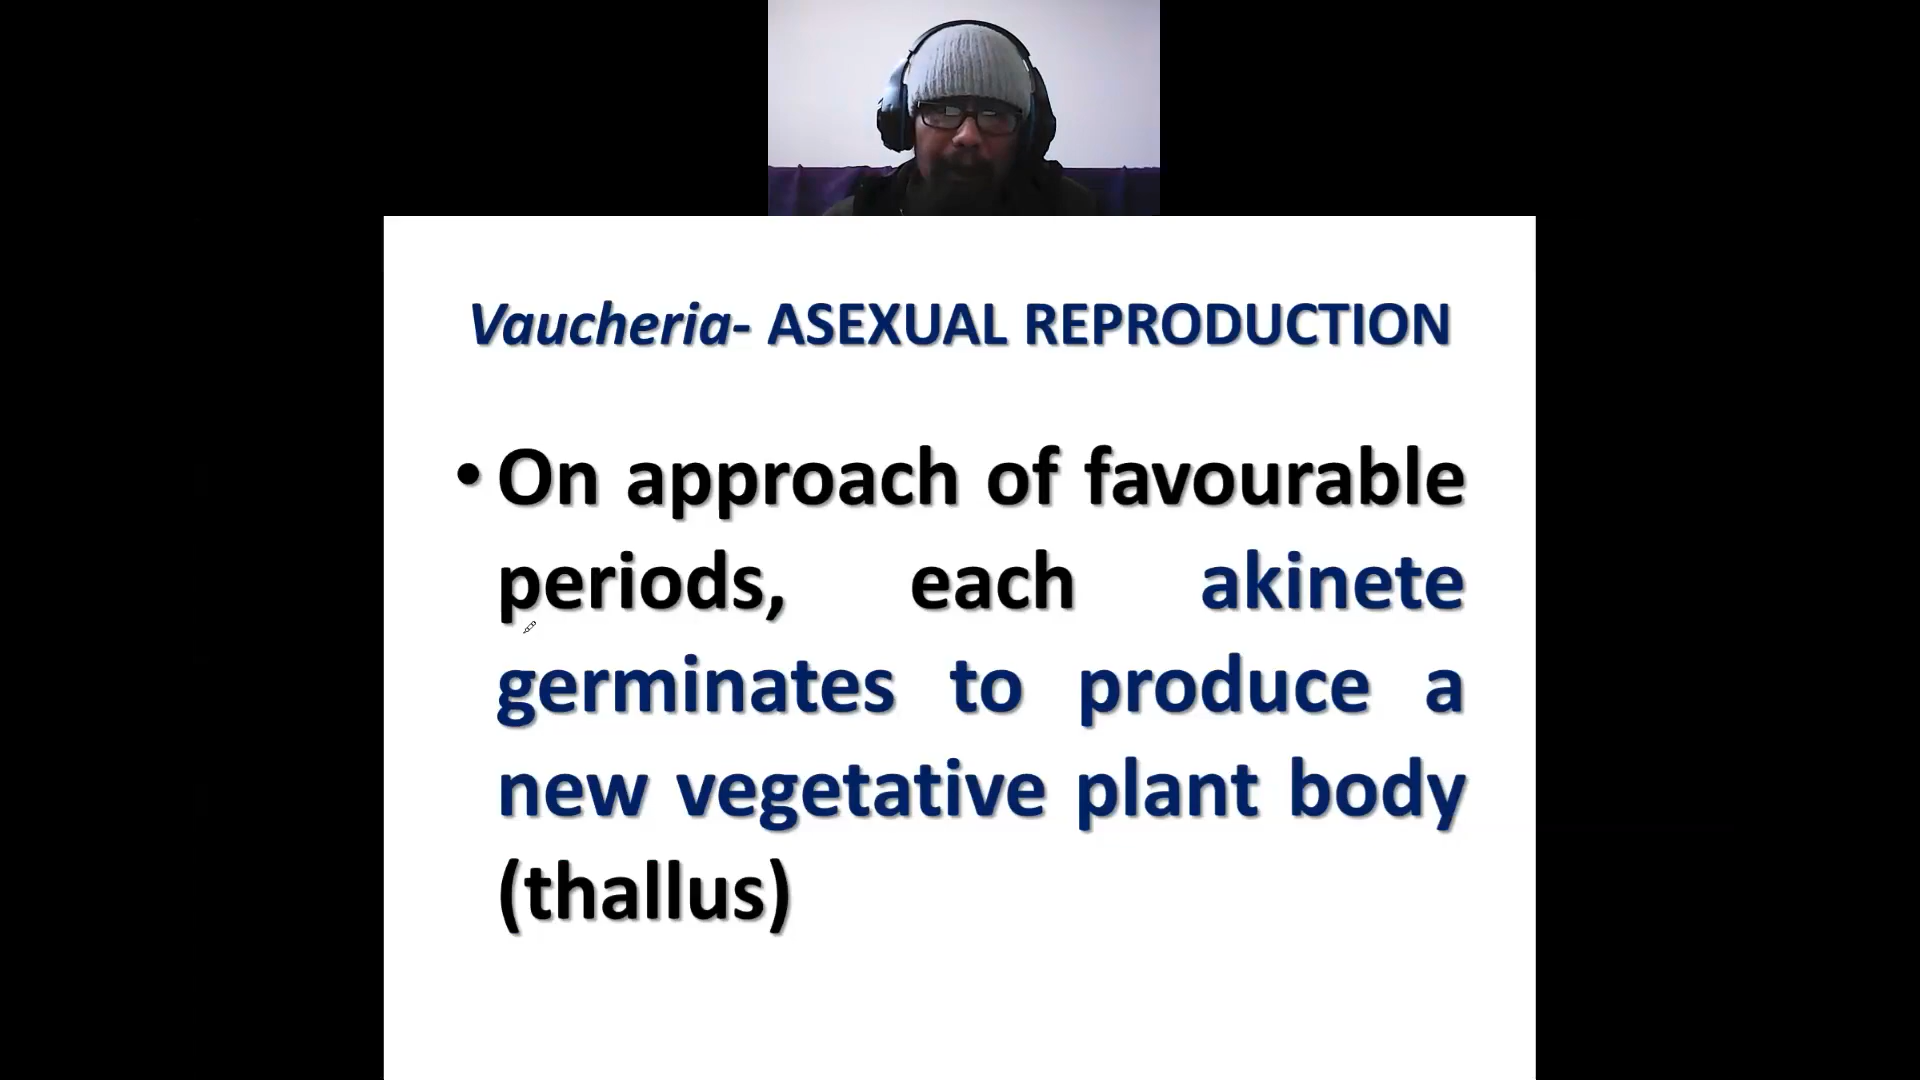 Vaucheria- ASEXUAL REPRODUCTION
• On approach of favourable
periods, each akinete
germinates to produce a
new vegetative plant body
(thallus)